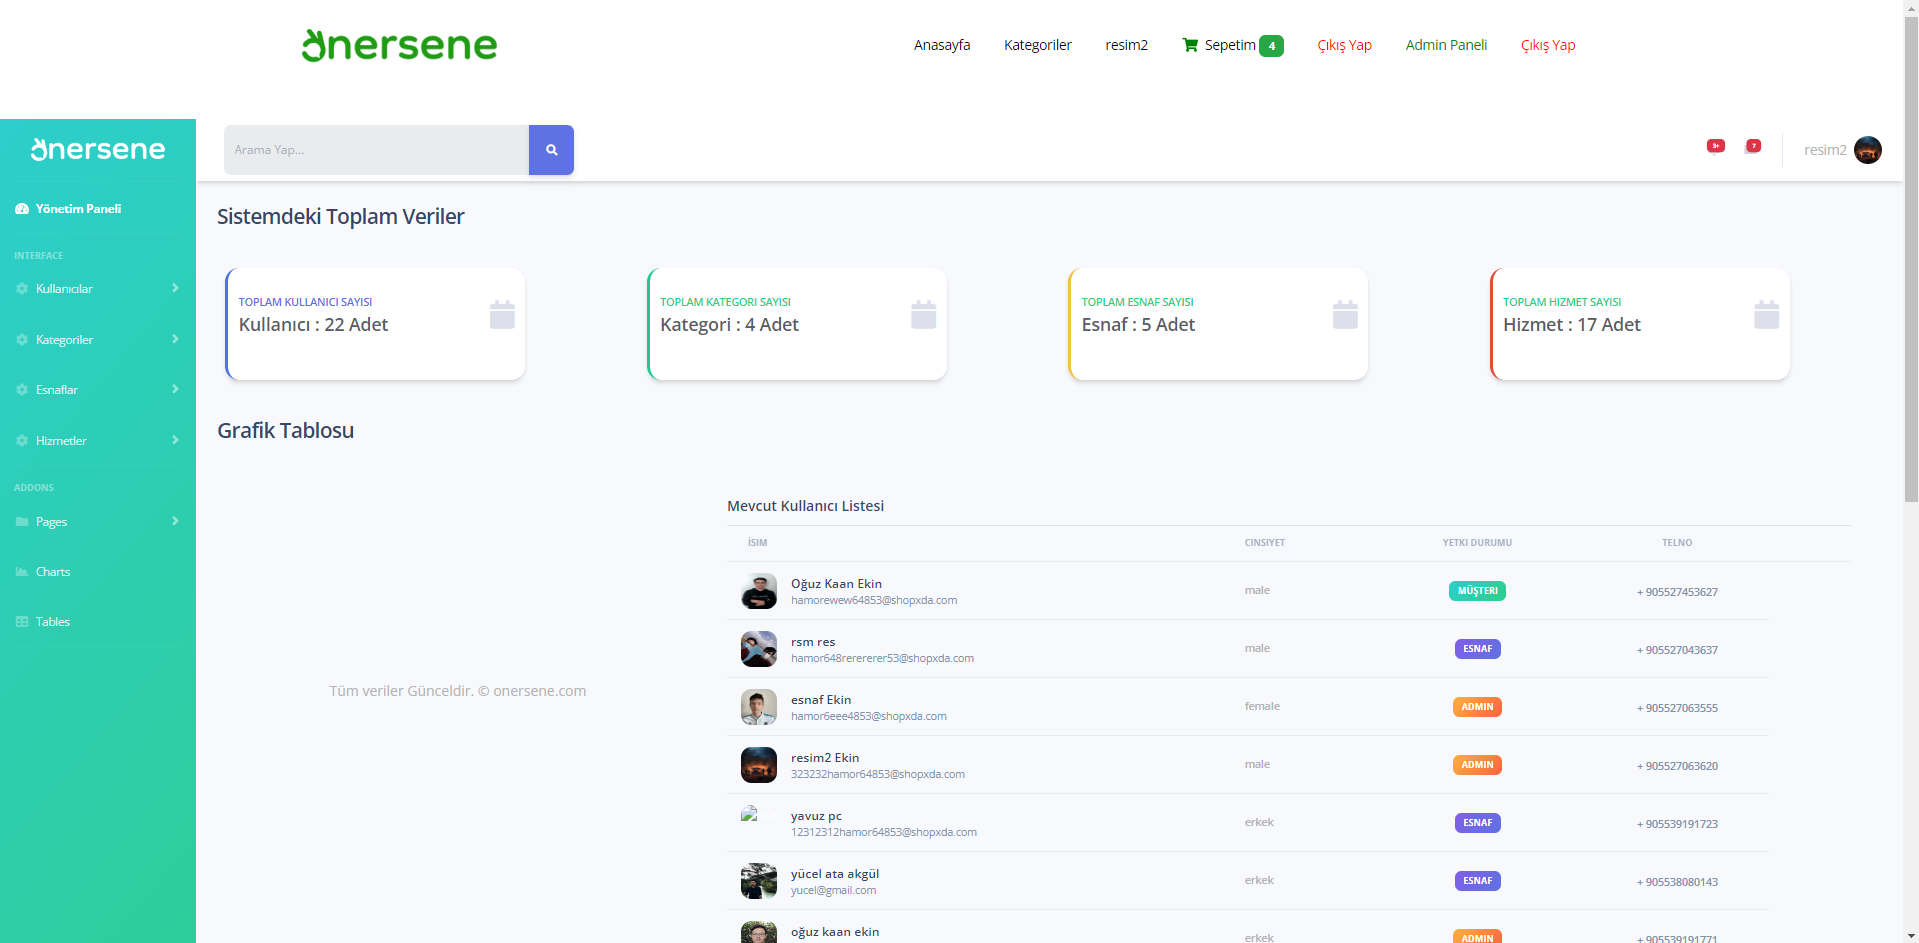 önersene
Anasayfa
Kategoriler
resim2
Sepetim 4
Çıkış Yap
Admin Paneli
Çıkış Yap
önersene
Arama Yap...
3+
7
resim2
Yönetim Paneli
INTERFACE
Kullanıcılar
Kategoriler
Esnaflar
Hizmetler
ADDONS
Pages
Charts
Tables
Sistemdeki Toplam Veriler
TOPLAM KULLANICI SAYISI
Kullanıcı : 22 Adet
TOPLAM KATEGORI SAYISI
Kategori : 4 Adet
TOPLAM ESNAF SAYISI
Esnaf : 5 Adet
TOPLAM HIZMET SAYISI
Hizmet : 17 Adet
Grafik Tablosu
Tüm veriler Günceldir. © onersene.com
Mevcut Kullanıcı Listesi
İSIM CINSIYET YETKI DURUMU TELNO
Oğuz Kaan Ekin
hamorewew64853@shopxda.com
male MÜŞTERI + 905527453627
rsm res
hamor648rerererer53@shopxda.com
male ESNAF + 905527043637
esnaf Ekin
hamor6eee4853@shopxda.com
female ADMIN + 905527063555
resim2 Ekin
323232hamor64853@shopxda.com
male ADMIN + 905527063620
yavuz pc
12312312hamor64853@shopxda.com
erkek ESNAF + 905539191723
yücel ata akgül
yucel@gmail.com
erkek ESNAF + 905538080143
oğuz kaan ekin
erkek ADMIN + 905539191771